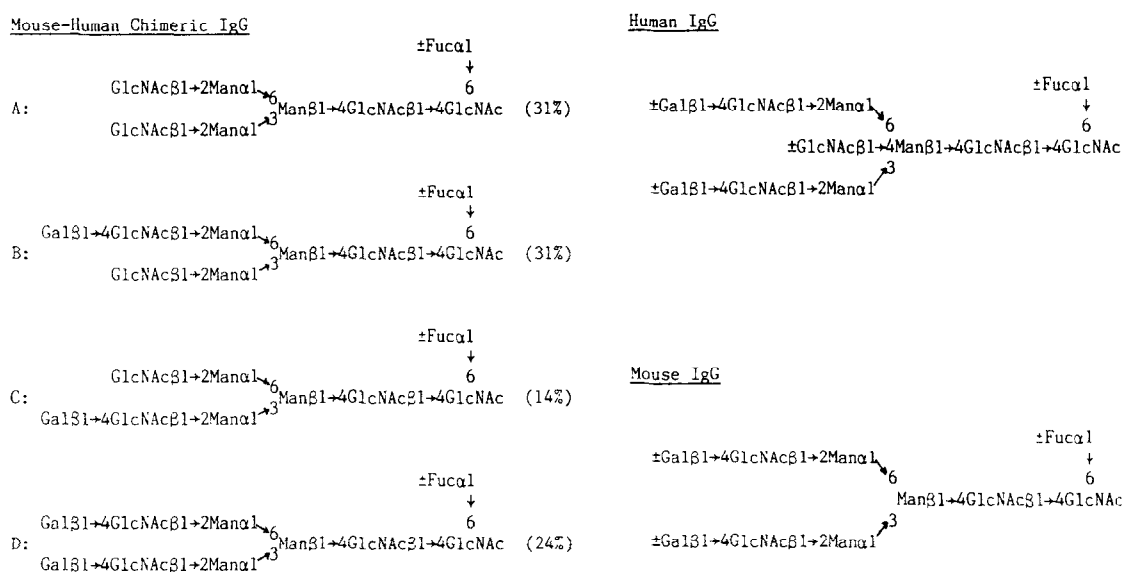 Mouse-Human Chimeric IgG
±Fucα1
↓
GlcNAcβ1→2Manα1 6
6 Manβ1→4GlcNAcβ1→4GlcNAc (31%)
A:
GlcNAcβ1→2Manα1 3
±Fucα1
↓
Galβ1→4GlcNAcβ1→2Manα1 6
6 Manβ1→4GlcNAcβ1→4GlcNAc (31%)
B:
GlcNAcβ1→2Manα1 3
±Fucα1
↓
GlcNAcβ1→2Manα1 6
6 Manβ1→4GlcNAcβ1→4GlcNAc (14%)
C:
Galβ1→4GlcNAcβ1→2Manα1 3
±Fucα1
↓
Galβ1→4GlcNAcβ1→2Manα1 6
6 Manβ1→4GlcNAcβ1→4GlcNAc (24%)
D:
Galβ1→4GlcNAcβ1→2Manα1 3
Human IgG
±Fucα1
↓
±Galβ1→4GlcNAcβ1→2Manα1 6
6
±GlcNAcβ1→4Manβ1→4GlcNAcβ1→4GlcNAc
3
±Galβ1→4GlcNAcβ1→2Manα1
Mouse IgG
±Fucα1
↓
±Galβ1→4GlcNAcβ1→2Manα1 6
6
Manβ1→4GlcNAcβ1→4GlcNAc
3
±Galβ1→4GlcNAcβ1→2Manα1